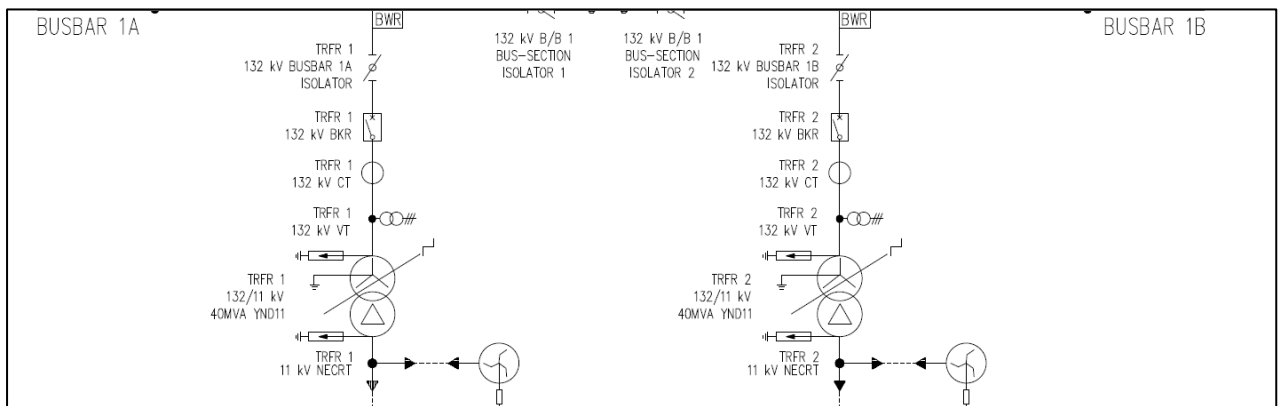 BUSBAR 1A
BWR
132 kV B/B 1
BUS-SECTION
ISOLATOR 1
132 kV B/B 1
BUS-SECTION
ISOLATOR 2
BWR
BUSBAR 1B
TRFR 1
132 kV BUSBAR 1A
ISOLATOR
TRFR 2
132 kV BUSBAR 1B
ISOLATOR
TRFR 1
132 kV BKR
TRFR 2
132 kV BKR
TRFR 1
132 kV CT
TRFR 2
132 kV CT
TRFR 1
132 kV VT
TRFR 2
132 kV VT
TRFR 1
132/11 kV
40MVA YND11
TRFR 2
132/11 kV
40MVA YND11
TRFR 1
11 kV NECRT
TRFR 2
11 kV NECRT